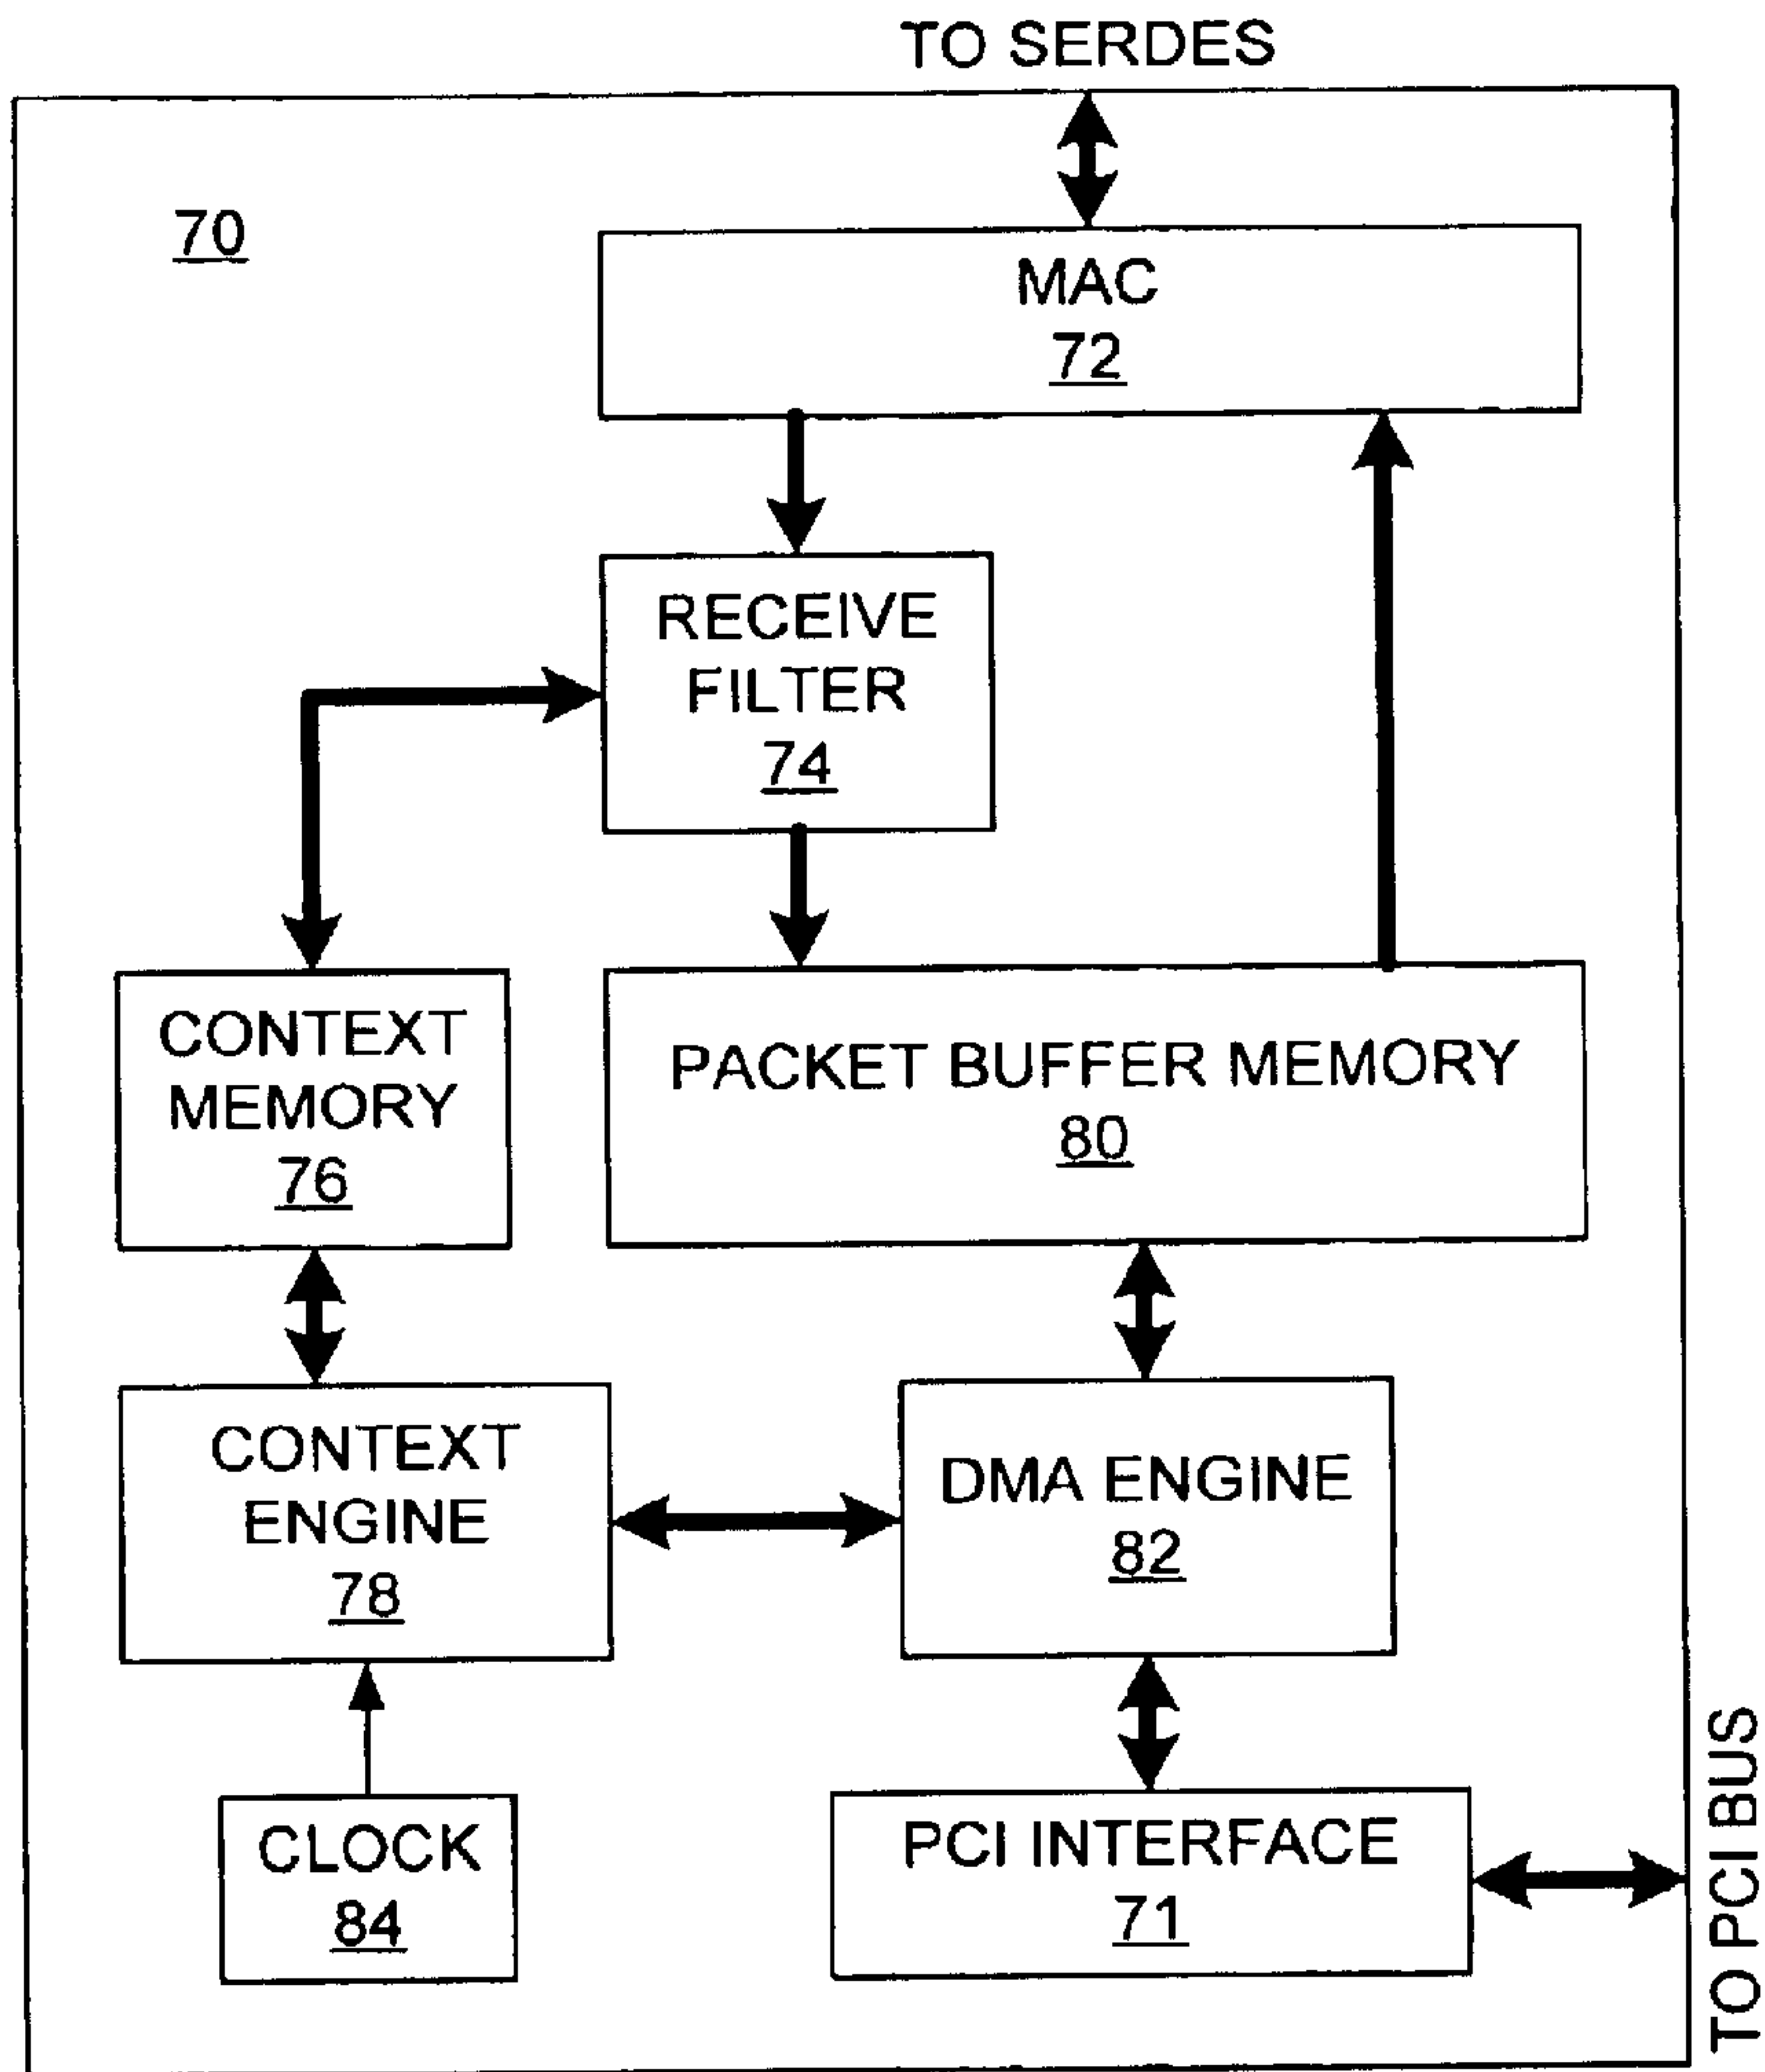 TO SERDES
70
MAC
72
RECEIVE
FILTER
74
CONTEXT
MEMORY
76
PACKET BUFFER MEMORY
80
CONTEXT
ENGINE
78
DMA ENGINE
82
CLOCK
84
PCI INTERFACE
71
TO PCI BUS